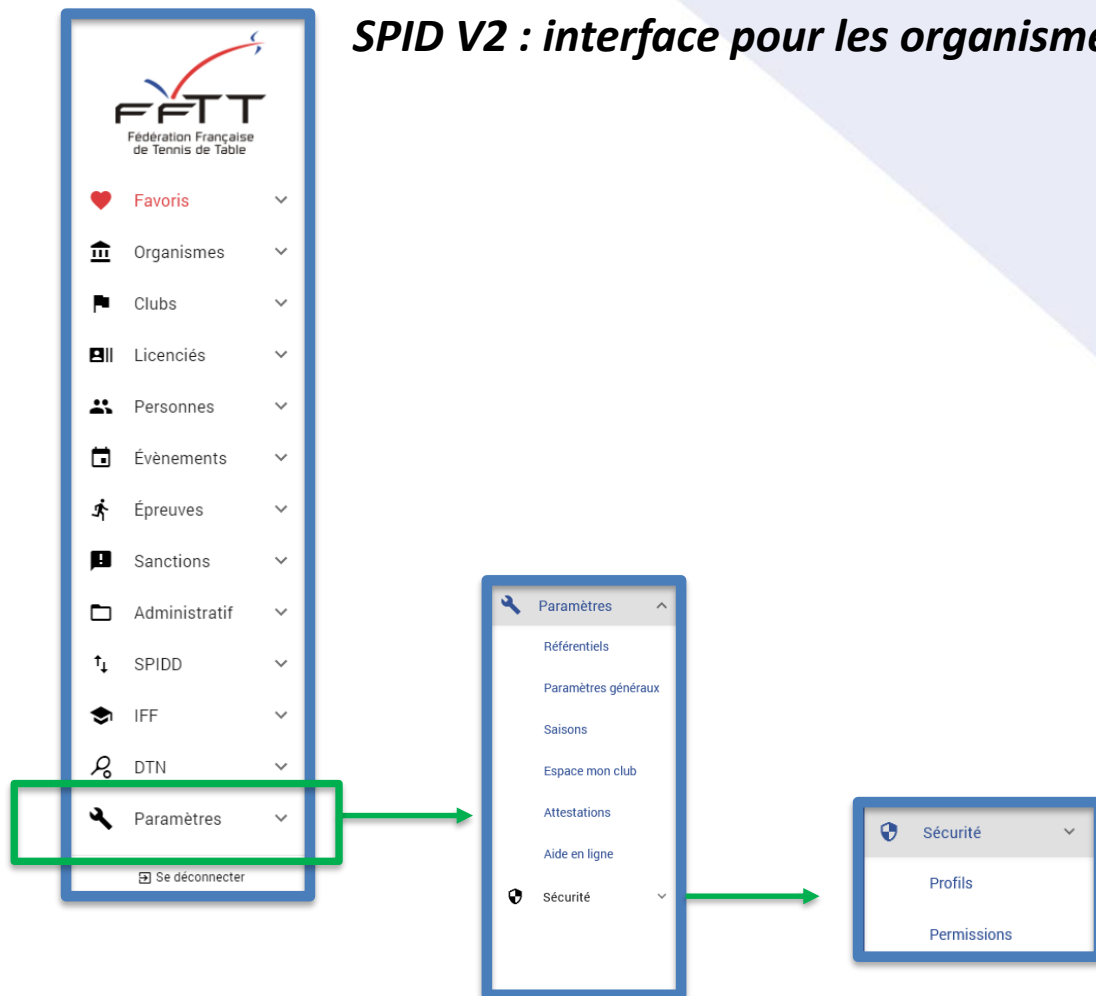 SPID V2 : interface pour les organisme
FFTT
Fédération Française
de Tennis de Table
Favoris
Organismes
Clubs
Licenciés
Personnes
Évènements
Épreuves
Sanctions
Administratif
SPIDD
IFF
DTN
Paramètres
Se déconnecter
Paramètres
Référentiels
Paramètres généraux
Saisons
Espace mon club
Attestations
Aide en ligne
Sécurité
Sécurité
Profils
Permissions